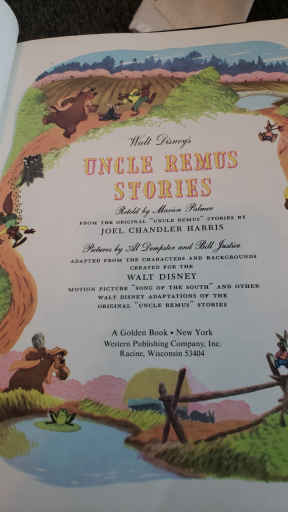 Walt Disney's
UNCLE REMUS
STORIES
Retold by Marion Palmer
FROM THE ORIGINAL "UNCLE REMUS" STORIES BY
JOEL CHANDLER HARRIS
Pictures by Al Dempster and Bill Justice
ADAPTED FROM THE CHARACTERS AND BACKGROUNDS
CREATED FOR THE
WALT DISNEY
MOTION PICTURE "SONG OF THE SOUTH" AND OTHER
WALT DISNEY ADAPTATIONS OF THE
ORIGINAL "UNCLE REMUS" STORIES
A Golden Book • New York
Western Publishing Company, Inc.
Racine, Wisconsin 53404